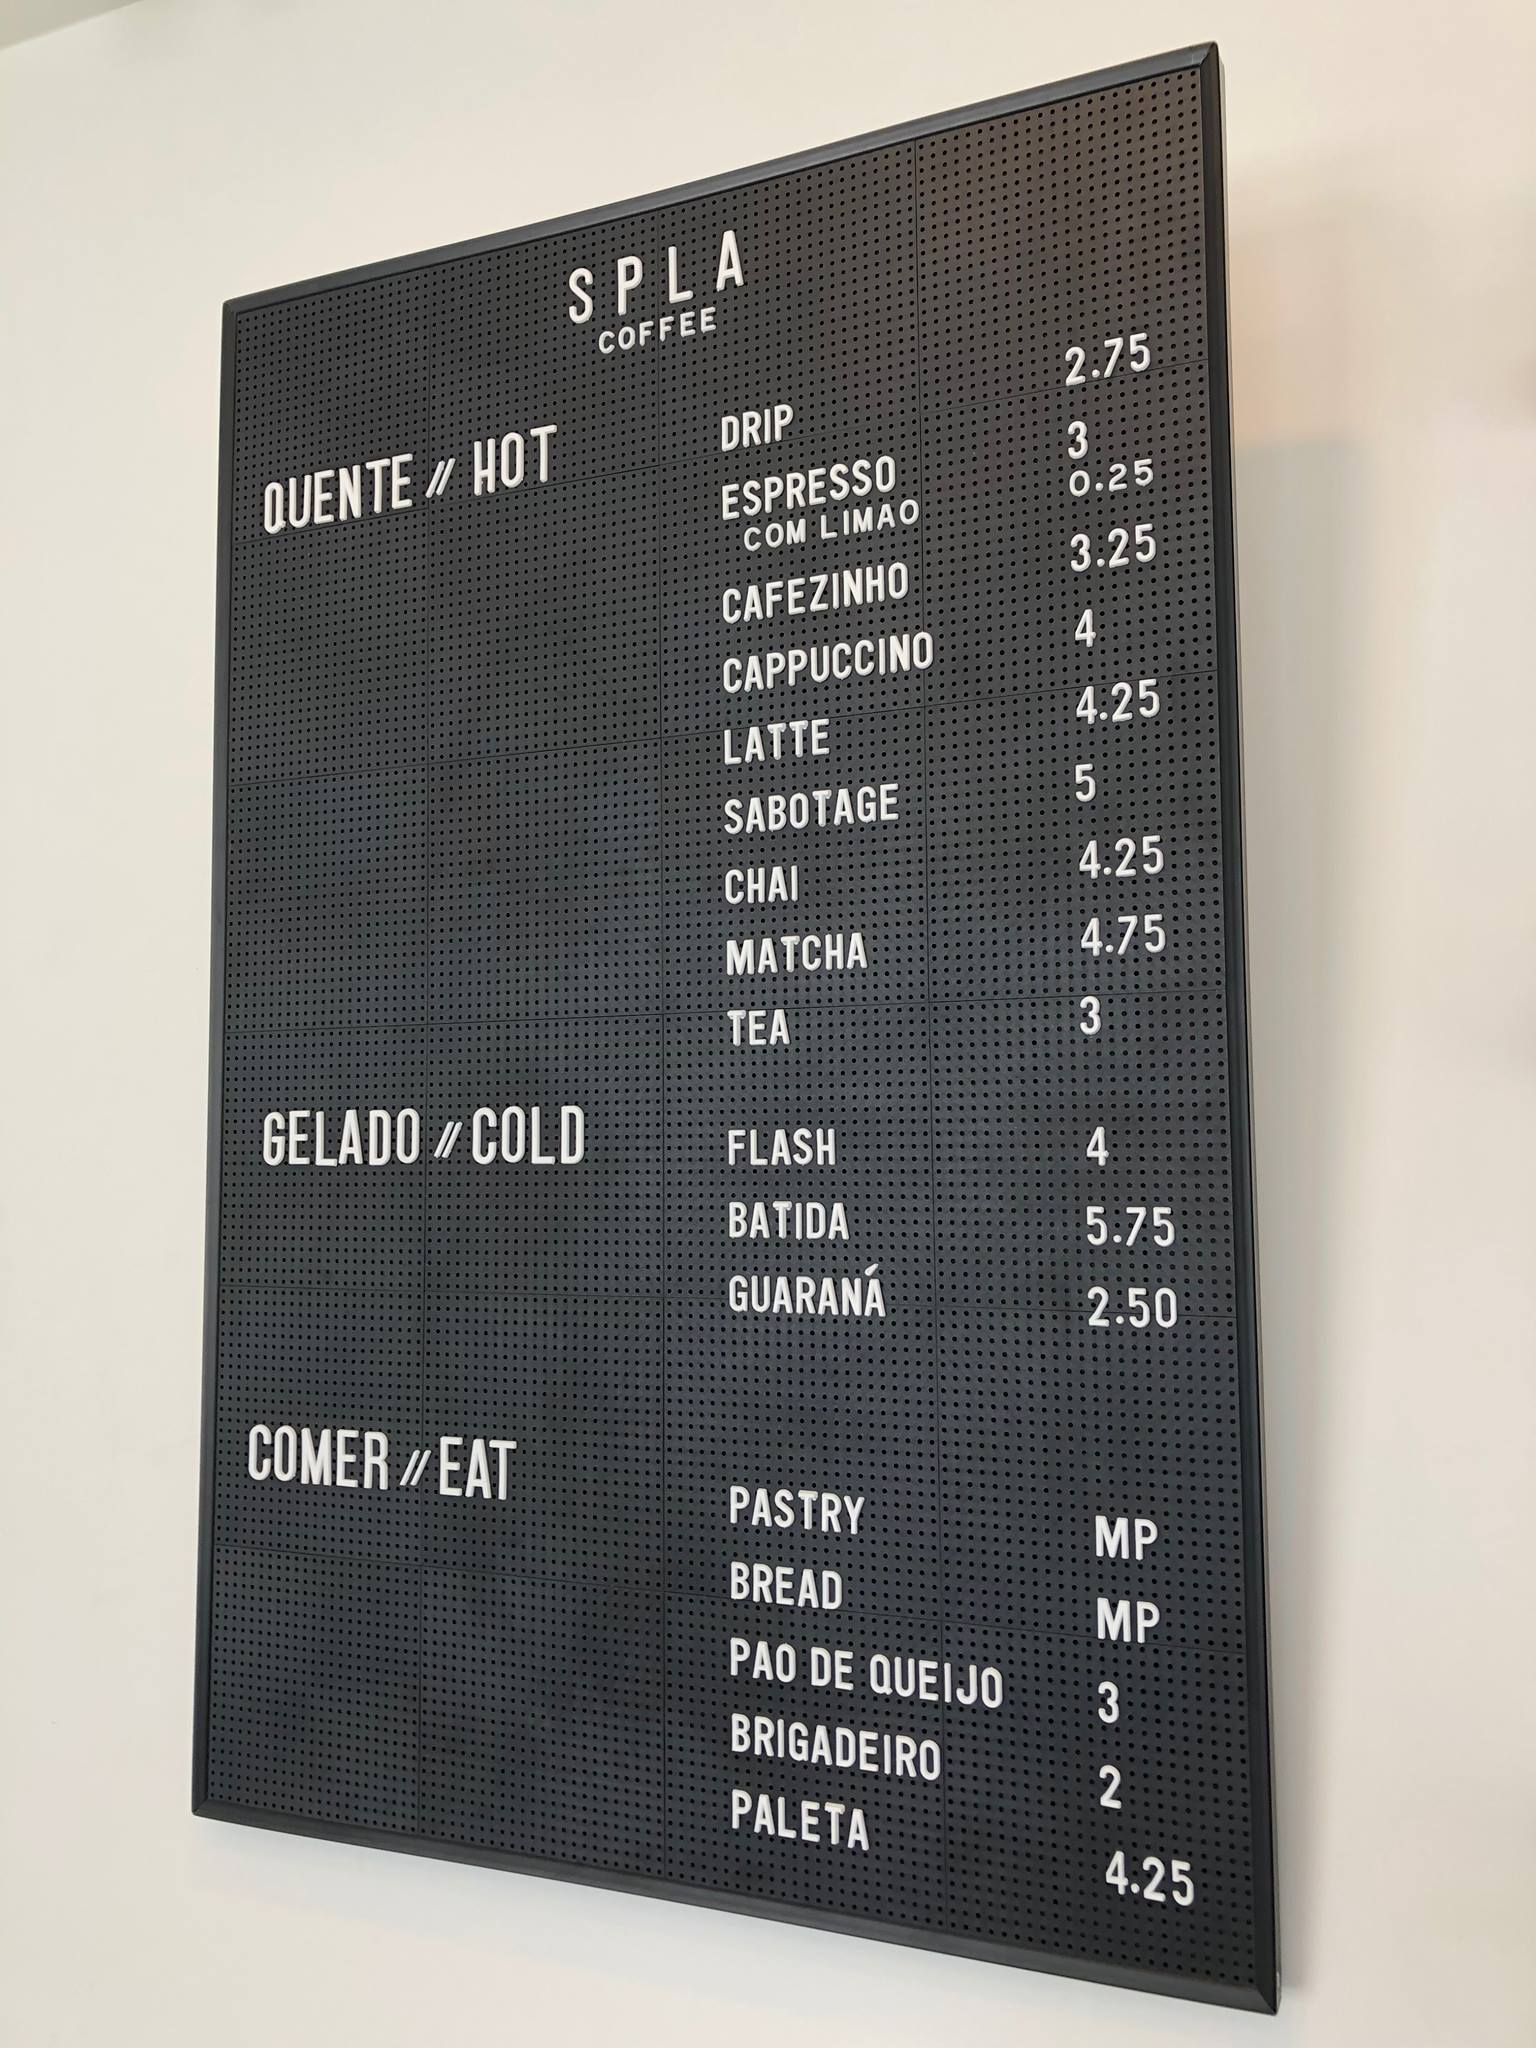 SPLA
COFFEE
QUENTE // HOT
DRIP 2.75
ESPRESSO 3
COM LIMAO 0.25
CAFEZINHO 3.25
CAPPUCCINO 4
LATTE 4.25
SABOTAGE 5
CHAI 4.25
MATCHA 4.75
TEA 3
GELADO // COLD
FLASH 4
BATIDA 5.75
GUARANÁ 2.50
COMER // EAT
PASTRY MP
BREAD MP
PAO DE QUEIJO 3
BRIGADEIRO 2
PALETA 4.25